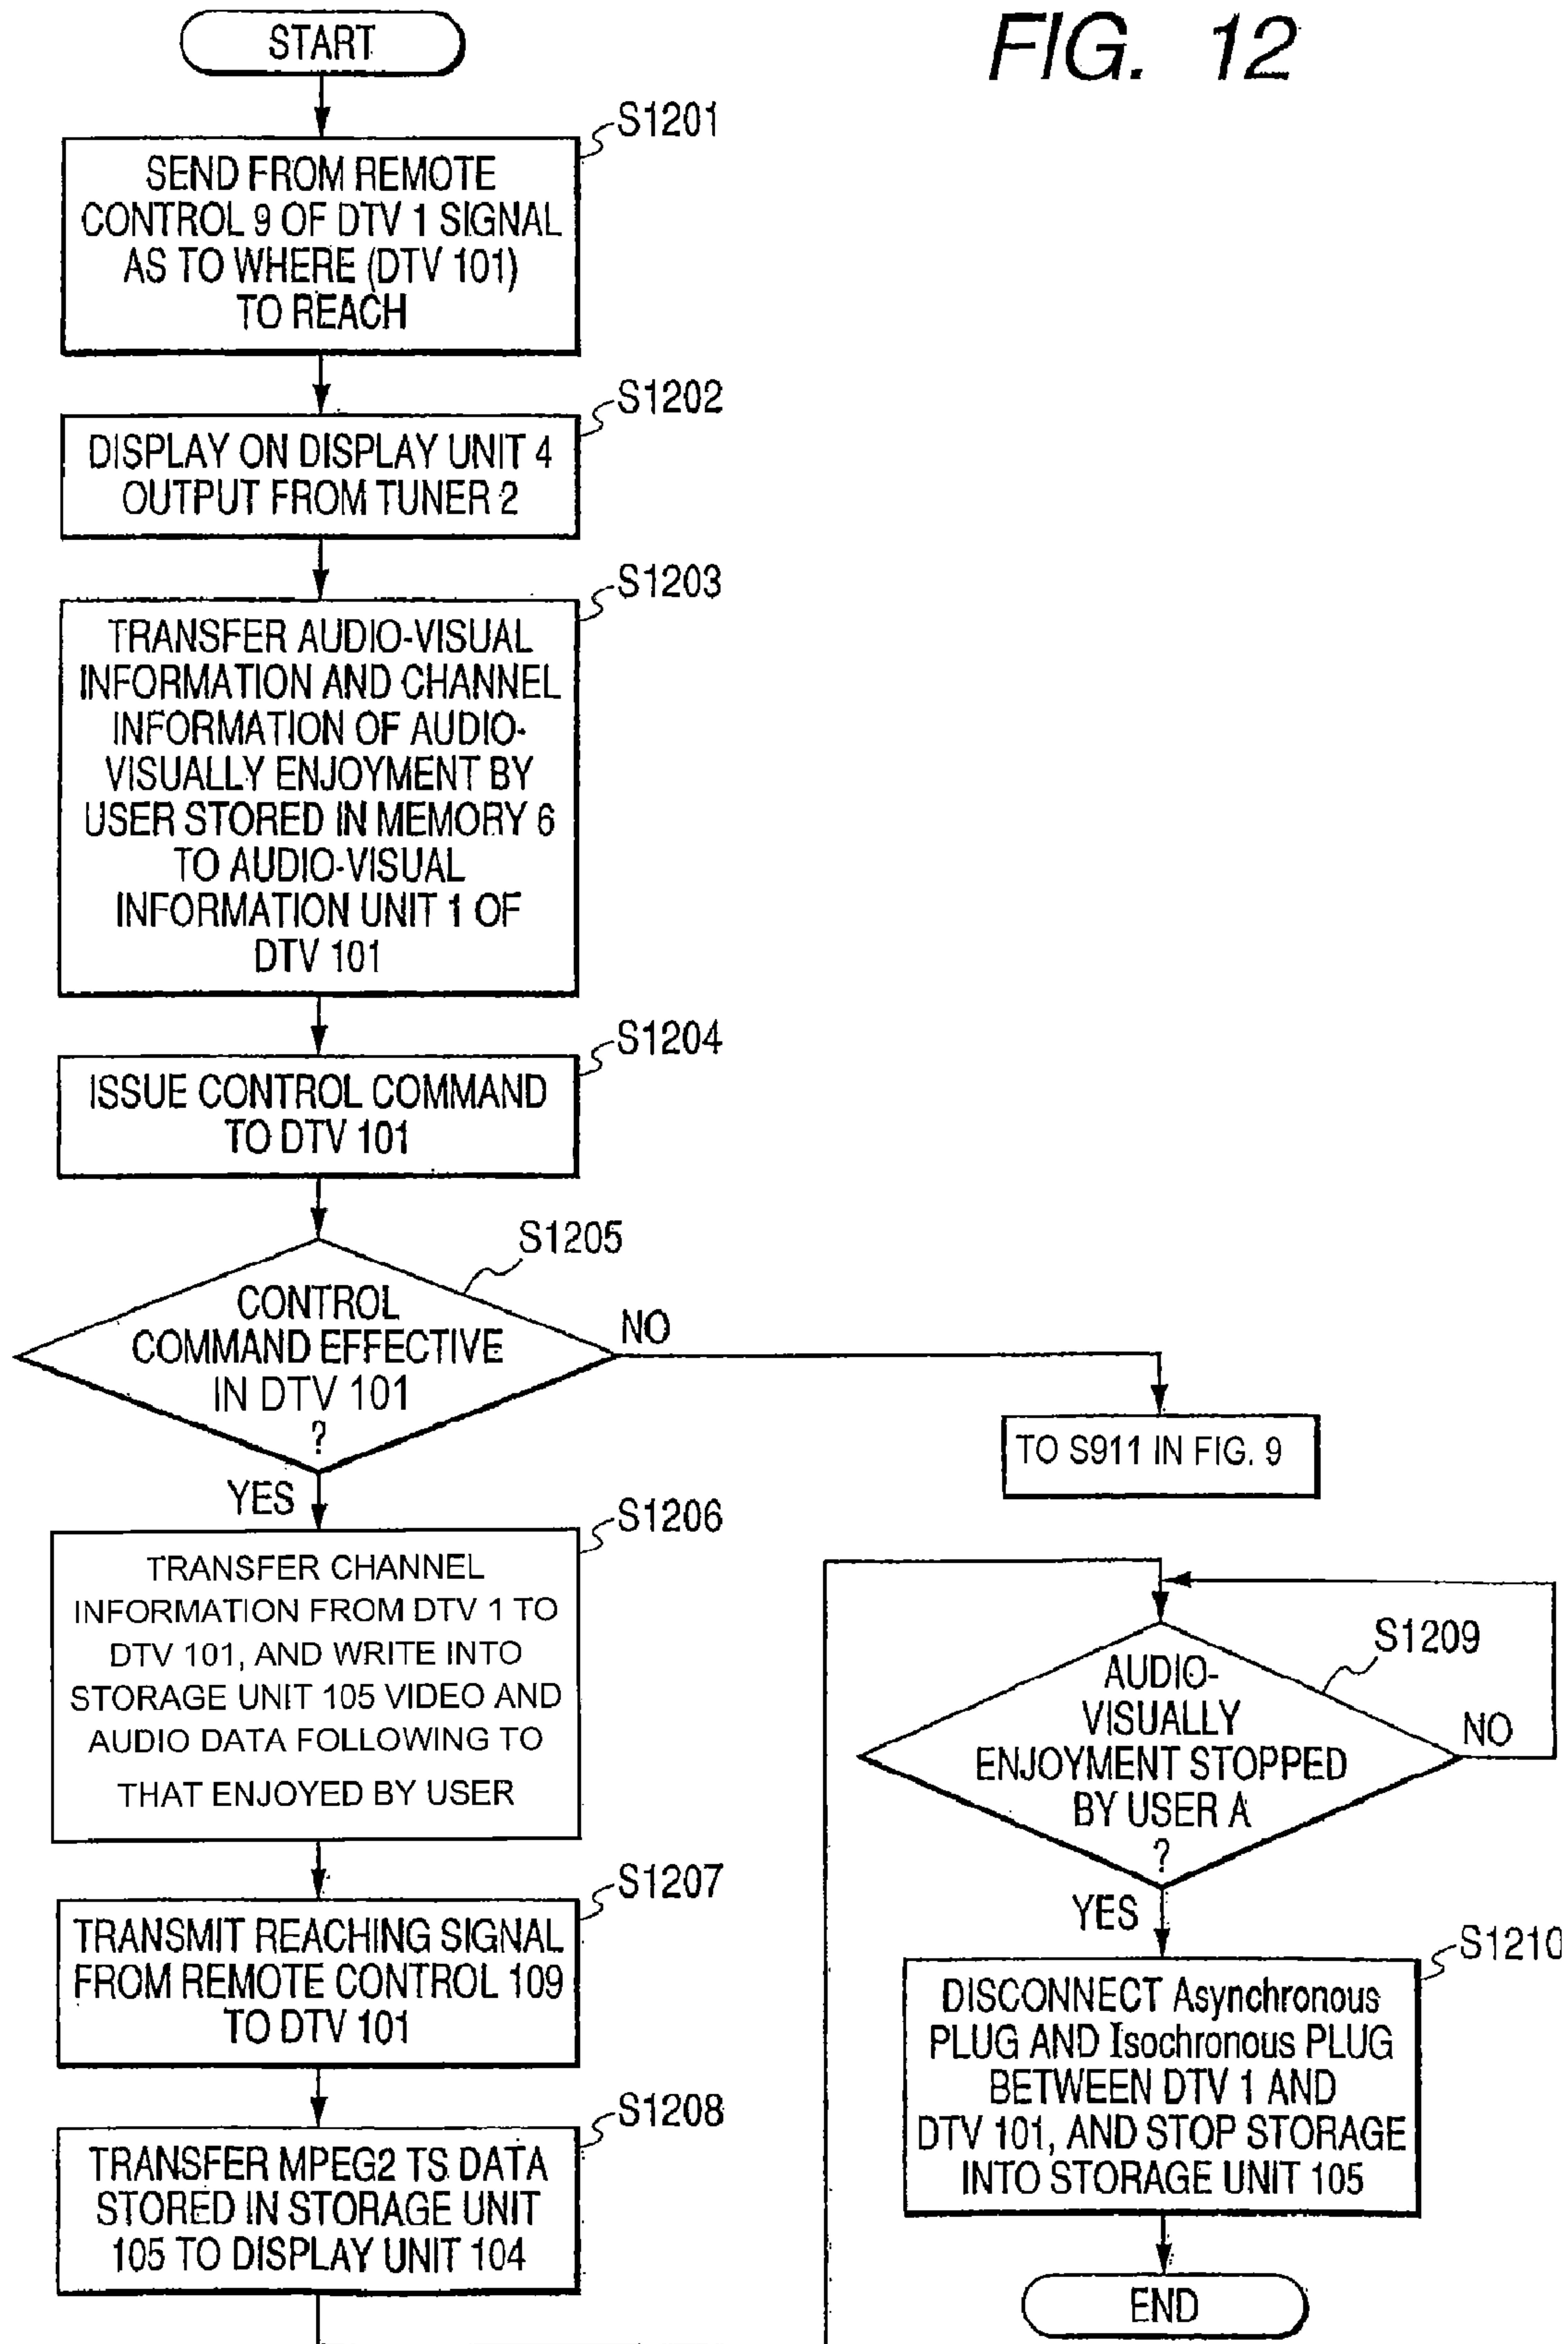 FIG. 12
START
S1201
SEND FROM REMOTE
CONTROL 9 OF DTV 1 SIGNAL
AS TO WHERE (DTV 101)
TO REACH
S1202
DISPLAY ON DISPLAY UNIT 4
OUTPUT FROM TUNER 2
S1203
TRANSFER AUDIO-VISUAL
INFORMATION AND CHANNEL
INFORMATION OF AUDIO-
VISUALLY ENJOYMENT BY
USER STORED IN MEMORY 6
TO AUDIO-VISUAL
INFORMATION UNIT 1 OF
DTV 101
S1204
ISSUE CONTROL COMMAND
TO DTV 101
S1205
CONTROL
COMMAND EFFECTIVE
IN DTV 101
?
NO
TO S911 IN FIG. 9
YES
S1206
TRANSFER CHANNEL
INFORMATION FROM DTV 1 TO
DTV 101, AND WRITE INTO
STORAGE UNIT 105 VIDEO AND
AUDIO DATA FOLLOWING TO
THAT ENJOYED BY USER
S1207
TRANSMIT REACHING SIGNAL
FROM REMOTE CONTROL 109
TO DTV 101
S1208
TRANSFER MPEG2 TS DATA
STORED IN STORAGE UNIT
105 TO DISPLAY UNIT 104
S1209
AUDIO-
VISUALLY
ENJOYMENT STOPPED
BY USER A
?
NO
YES
S1210
DISCONNECT Asynchronous
PLUG AND Isochronous PLUG
BETWEEN DTV 1 AND
DTV 101, AND STOP STORAGE
INTO STORAGE UNIT 105
END